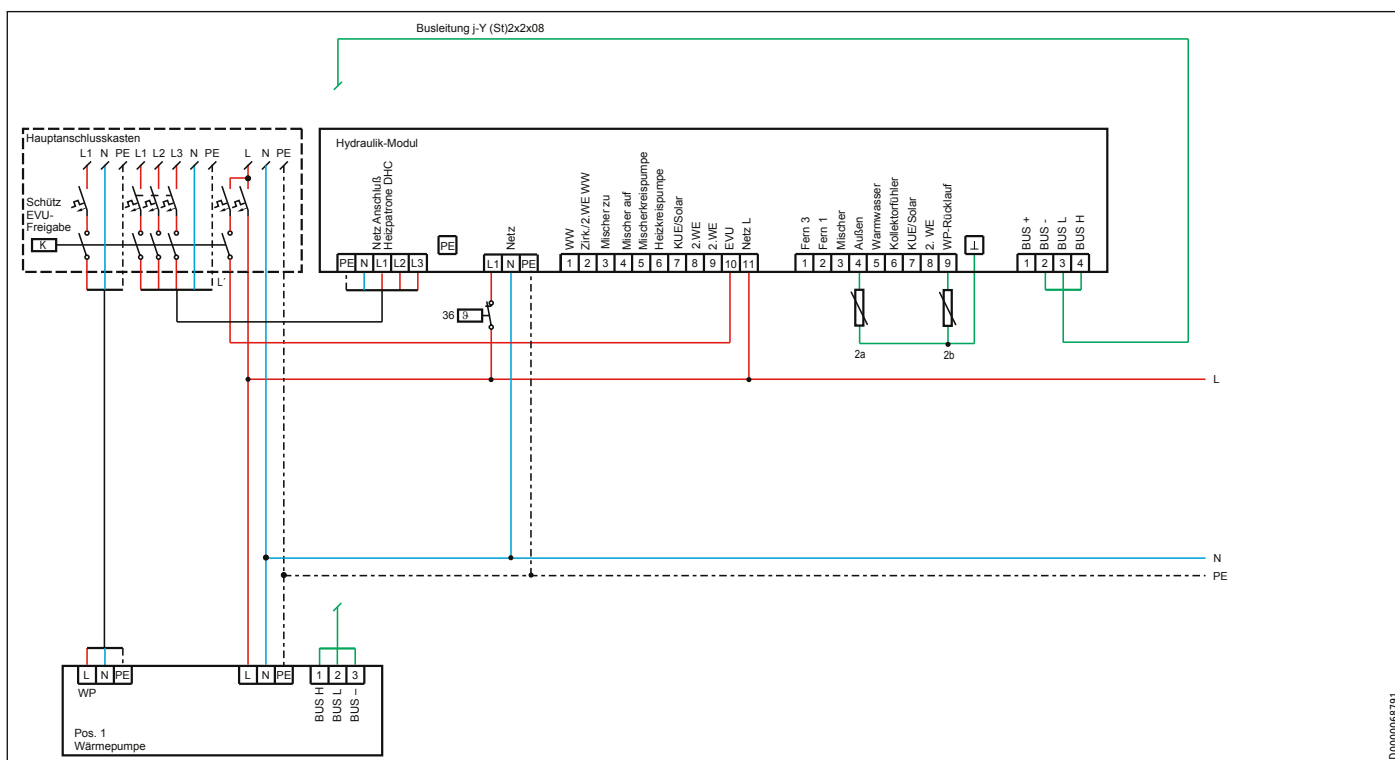 Busleitung j-Y (St)2x2x08
Hauptanschlusskasten
L1 N PE L1 L2 L3 N PE L N PE
Schütz
EVU-
Freigabe
K
L´
Hydraulik-Modul
Netz Anschluß
Heizpatrone DHC
PE N L1 L2 L3
PE
Netz
L1 N PE
WW
Zirk./2.WE WW
Mischer zu
Mischer auf
Mischerkreispumpe
Heizkreispumpe
KUE/Solar
2.WE
2.WE
EVU
Netz L
1 2 3 4 5 6 7 8 9 10 11
Fern 3
Fern 1
Mischer
Außen
Warmwasser
Kollektorfühler
KUE/Solar
2. WE
WP-Rücklauf
1 2 3 4 5 6 7 8 9
BUS +
BUS -
BUS L
BUS H
1 2 3 4
36 ϑ
2a
2b
L
N
PE
L N PE
WP
L N PE
1 2 3
BUS H
BUS L
BUS –
Pos. 1
Wärmepumpe
D0000068791